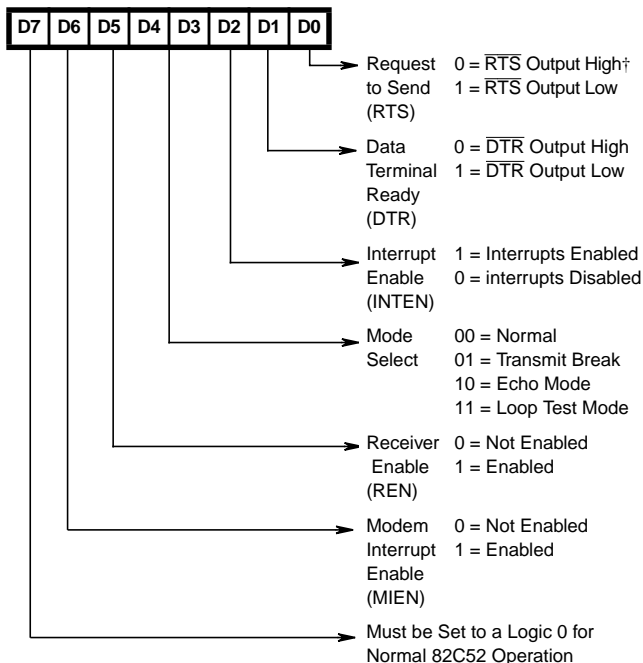 D7 D6 D5 D4 D3 D2 D1 D0
Request 0 = RTS Output High†
to Send 1 = RTS Output Low
(RTS)
Data 0 = DTR Output High
Terminal 1 = DTR Output Low
Ready
(DTR)
Interrupt 1 = Interrupts Enabled
Enable 0 = interrupts Disabled
(INTEN)
Mode 00 = Normal
Select 01 = Transmit Break
10 = Echo Mode
11 = Loop Test Mode
Receiver 0 = Not Enabled
Enable 1 = Enabled
(REN)
Modem 0 = Not Enabled
Interrupt 1 = Enabled
Enable
(MIEN)
Must be Set to a Logic 0 for
Normal 82C52 Operation